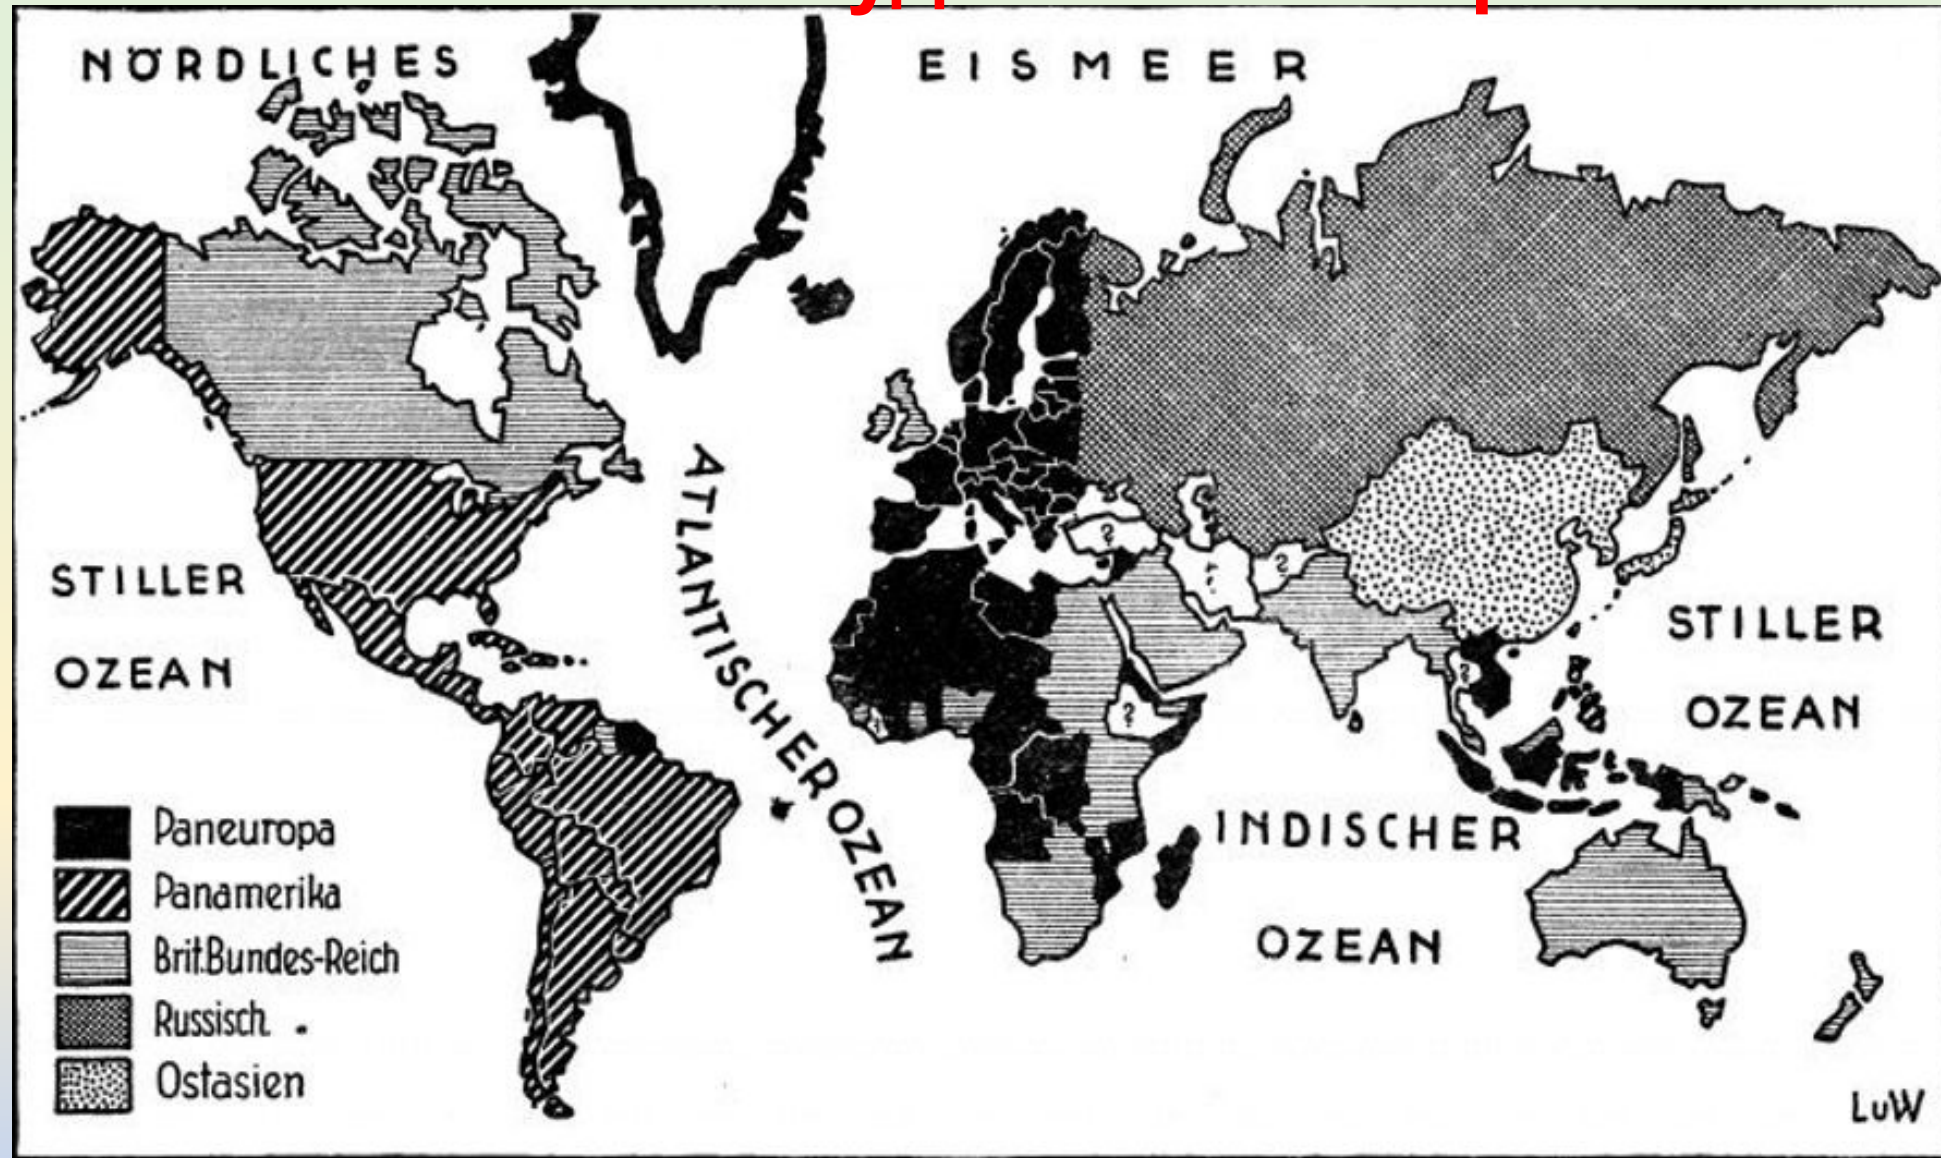 NÖRDLICHES EISMEER
STILLER
OZEAN
ATLANTISCHER OZEAN
?
?
?
?
?
STILLER
OZEAN
INDISCHER
OZEAN
Paneuropa
Panamerika
Brit.Bundes-Reich
Russisch.
Ostasien
LuW